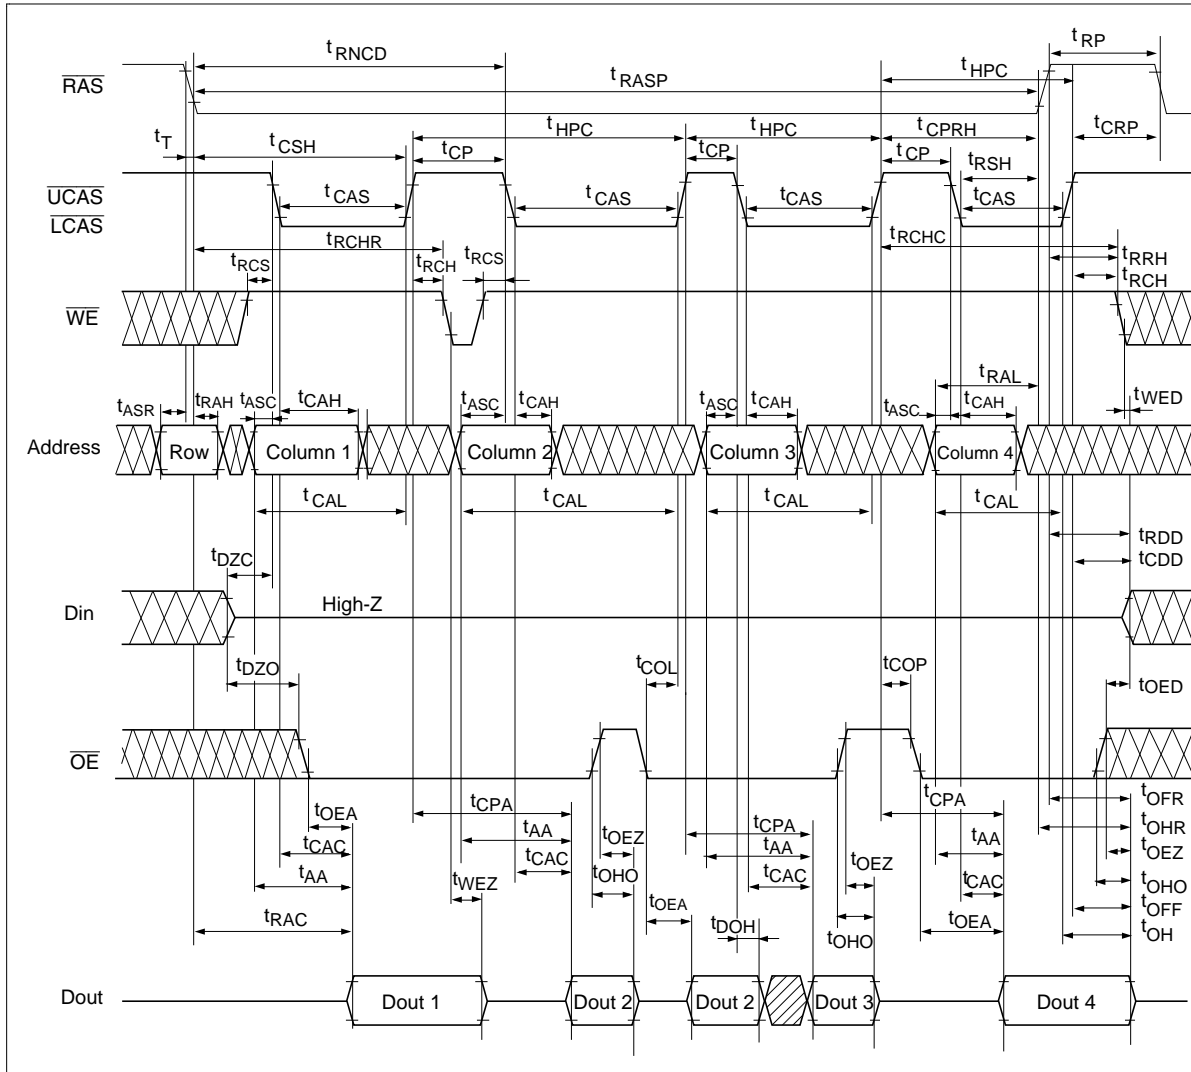 tRNCD
tRP
tRASP
tHPC
RAS
tT
tCSH
tHPC
tHPC
tCPRH
tCRP
tCP
tCP
tCP
tRSH
UCAS
LCAS
tCAS
tCAS
tCAS
tCAS
tRCHR
tRCHC
tRRH
tRCS
tRCH
tRCS
tRCH
WE
tRAL
tWED
tASR
tRAH
tASC
tCAH
tASC
tCAH
tASC
tCAH
tASC
tCAH
Address
Row
Column 1
Column 2
Column 3
Column 4
tCAL
tCAL
tCAL
tCAL
tRDD
tCDD
tDZC
Din
High-Z
tDZO
tCOL
tCOP
tOED
OE
tOEA
tCPA
tCPA
tOFR
tCAC
tAA
tOEZ
tCPA
tAA
tOHR
tAA
tCAC
tAA
tOEZ
tOEZ
tWEZ
tOHO
tCAC
tCAC
tOHO
tRAC
tOEA
tDOH
tOHO
tOEA
tOFF
tOH
Dout
Dout 1
Dout 2
Dout 2
Dout 3
Dout 4